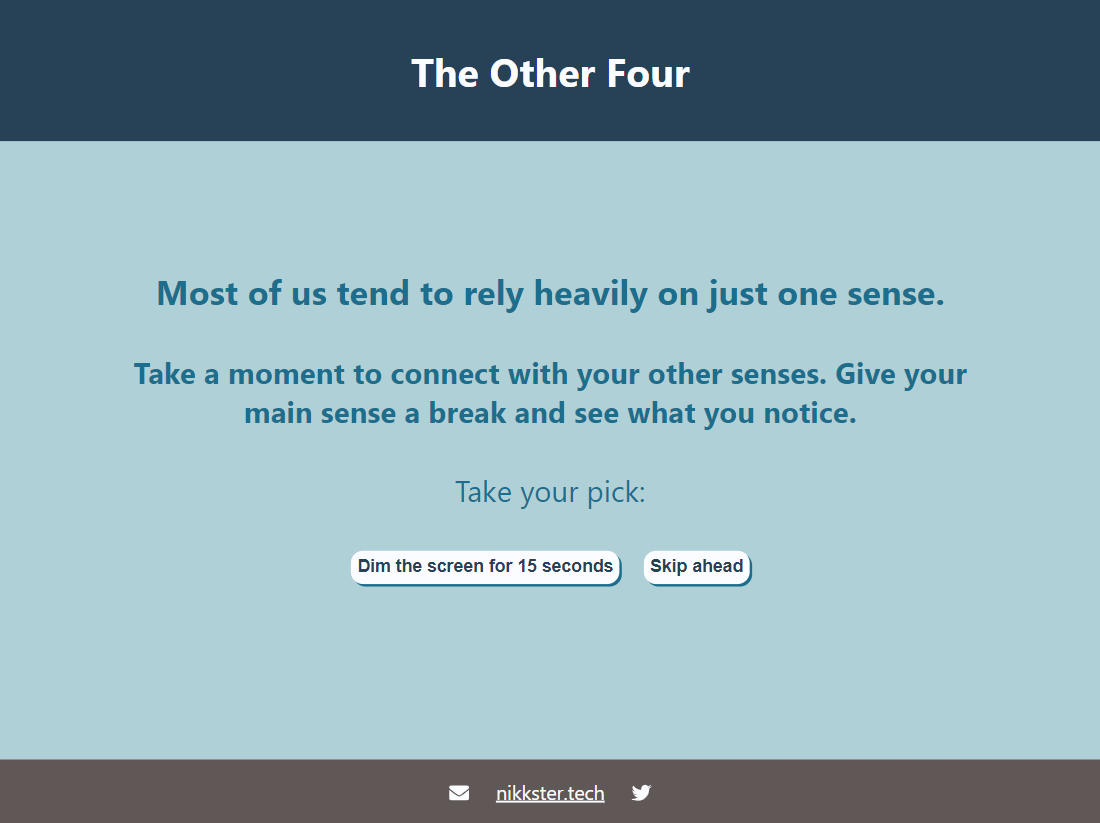 The Other Four
Most of us tend to rely heavily on just one sense.
Take a moment to connect with your other senses. Give your
main sense a break and see what you notice.
Take your pick:
Dim the screen for 15 seconds
Skip ahead
nikkster.tech